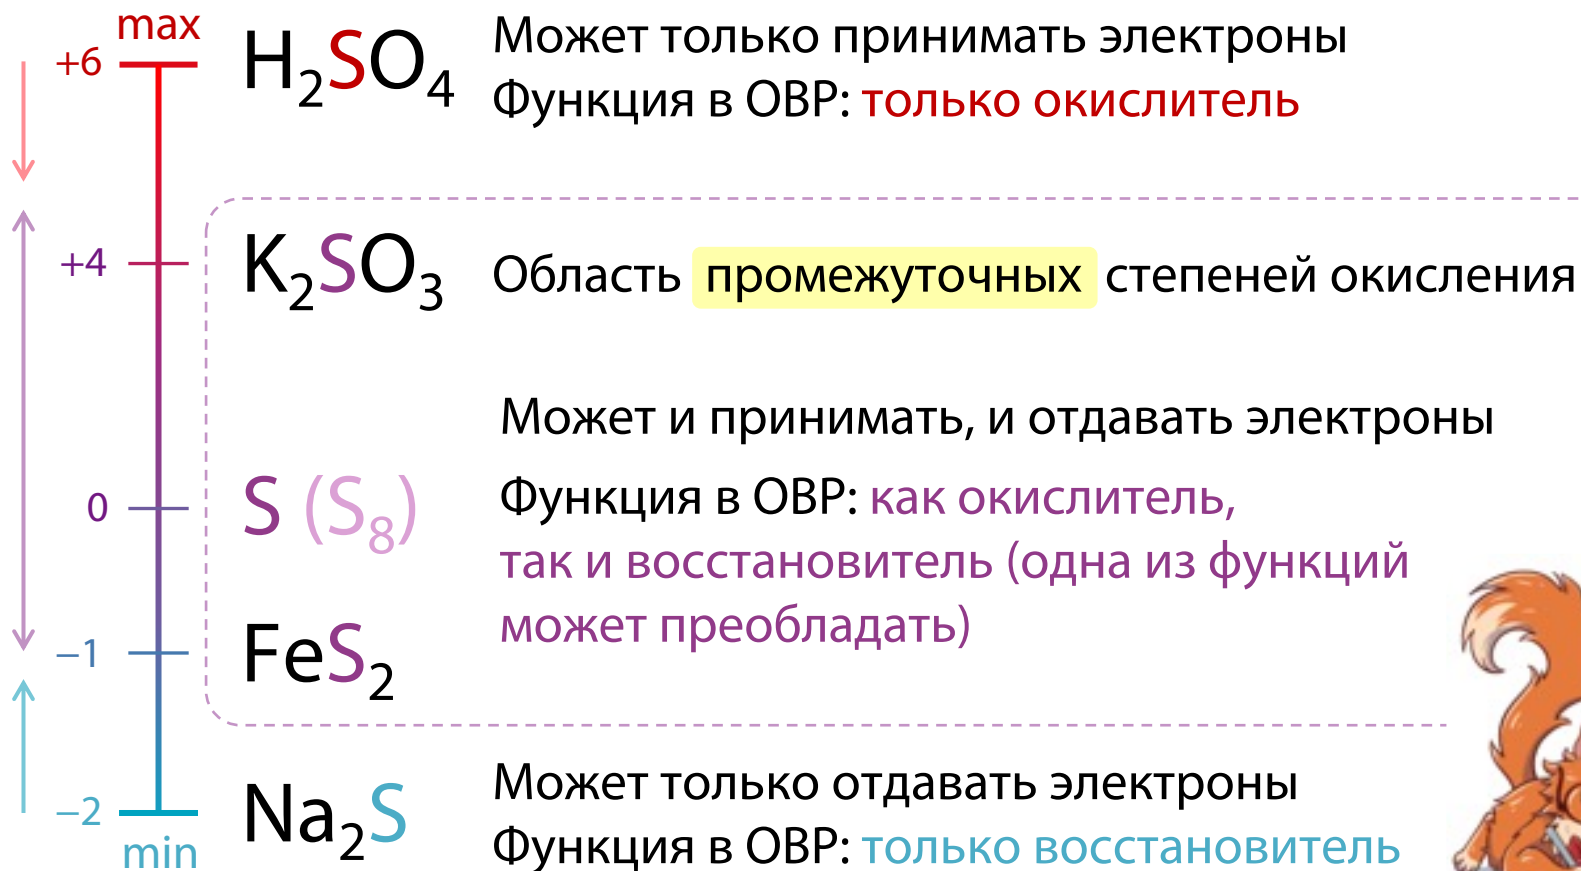 max
+6 H₂SO₄ Может только принимать электроны
Функция в ОВР: только окислитель
+4 K₂SO₃ Область промежуточных степеней окисления
Может и принимать, и отдавать электроны
0 S (S₈) Функция в ОВР: как окислитель,
так и восстановитель (одна из функций
может преобладать)
−1 FeS₂
−2 Na₂S Может только отдавать электроны
min Функция в ОВР: только восстановитель